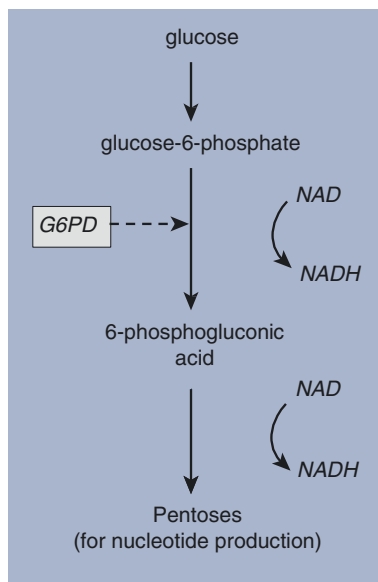 glucose
glucose-6-phosphate
G6PD
NAD
NADH
6-phosphogluconic
acid
NAD
NADH
Pentoses
(for nucleotide production)